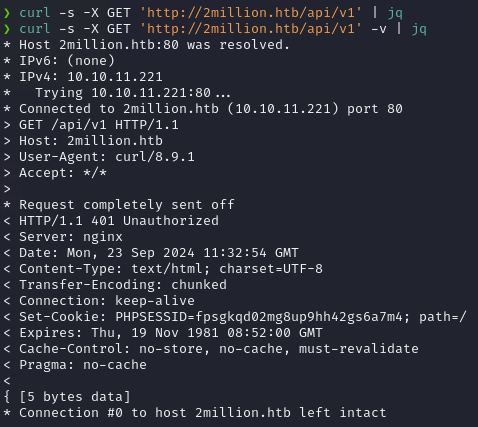 ❯ curl -s -X GET 'http://2million.htb/api/v1' | jq
❯ curl -s -X GET 'http://2million.htb/api/v1' -v | jq
* Host 2million.htb:80 was resolved.
* IPv6: (none)
* IPv4: 10.10.11.221
*   Trying 10.10.11.221:80...
* Connected to 2million.htb (10.10.11.221) port 80
> GET /api/v1 HTTP/1.1
> Host: 2million.htb
> User-Agent: curl/8.9.1
> Accept: */*
>
* Request completely sent off
< HTTP/1.1 401 Unauthorized
< Server: nginx
< Date: Mon, 23 Sep 2024 11:32:54 GMT
< Content-Type: text/html; charset=UTF-8
< Transfer-Encoding: chunked
< Connection: keep-alive
< Set-Cookie: PHPSESSID=fpsgkqd02mg8up9hh42gs6a7m4; path=/
< Expires: Thu, 19 Nov 1981 08:52:00 GMT
< Cache-Control: no-store, no-cache, must-revalidate
< Pragma: no-cache
<
{ [5 bytes data]
* Connection #0 to host 2million.htb left intact